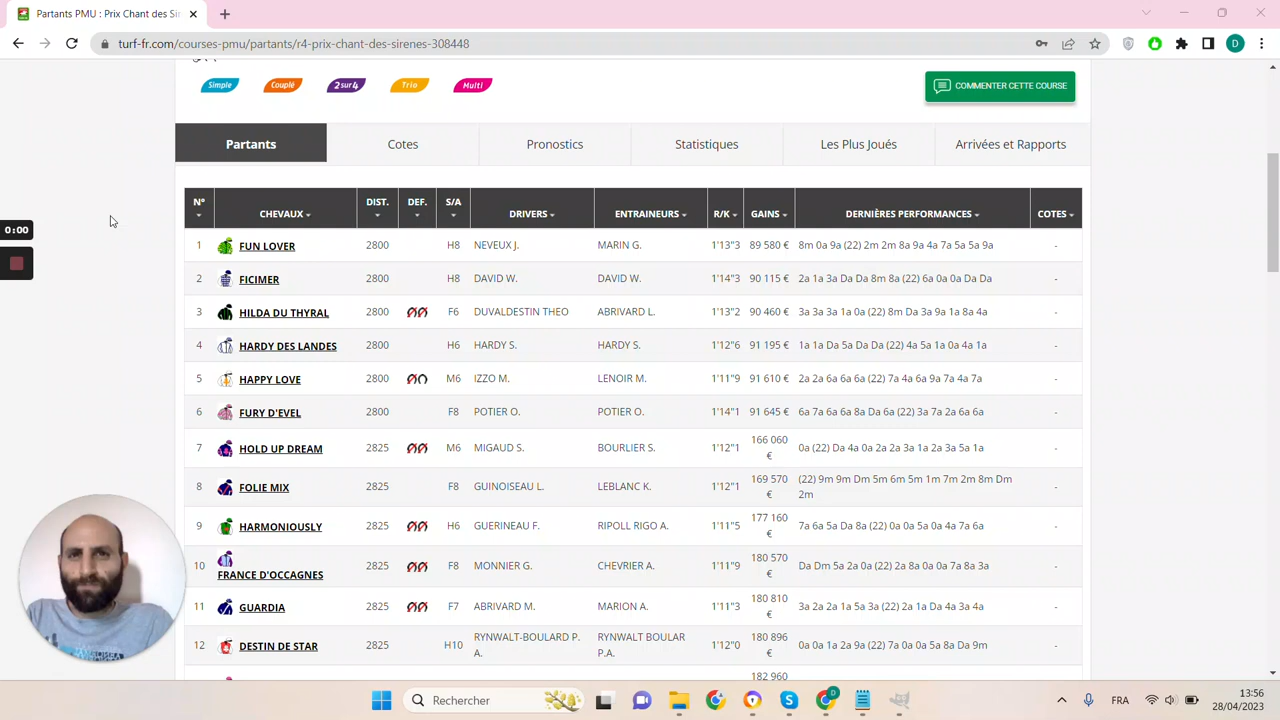 Partants PMU : Prix Chant des Sir
turf-fr.com/courses-pmu/partants/r4-prix-chant-des-sirenes-308448
D
Simple
Couplé
2sur4
Trio
Multi
COMMENTER CETTE COURSE
Partants Cotes Pronostics Statistiques Les Plus Joués Arrivées et Rapports
N° CHEVAUX DIST. DEF. S/A DRIVERS ENTRAINEURS R/K GAINS DERNIÈRES PERFORMANCES COTES
1 FUN LOVER 2800 H8 NEVEUX J. MARIN G. 1'13"3 89 580 € 8m 0a 9a (22) 2m 2m 8a 9a 4a 7a 5a 5a 9a -
2 FICIMER 2800 H8 DAVID W. DAVID W. 1'14"3 90 115 € 2a 1a 3a Da Da 8m 8a (22) 6a 0a 0a Da Da -
3 HILDA DU THYRAL 2800 F6 DUVALDESTIN THEO ABRIVARD L. 1'13"2 90 460 € 3a 3a 3a 1a 0a (22) 8m Da 3a 9a 1a 8a 4a -
4 HARDY DES LANDES 2800 H6 HARDY S. HARDY S. 1'12"6 91 195 € 1a 1a Da 5a Da Da (22) 4a 5a 1a 0a 4a 1a -
5 HAPPY LOVE 2800 M6 IZZO M. LENOIR M. 1'11"9 91 610 € 2a 2a 6a 6a 6a (22) 7a 4a 6a 9a 7a 4a 7a -
6 FURY D'EVEL 2800 F8 POTIER O. POTIER O. 1'14"1 91 645 € 6a 7a 6a 6a 8a Da 6a (22) 3a 7a 2a 6a 6a -
7 HOLD UP DREAM 2825 M6 MIGAUD S. BOURLIER S. 1'12"1 166 060 € 0a (22) Da 4a 0a 2a 2a 3a 1a 2a 3a 5a 1a -
8 FOLIE MIX 2825 F8 GUINOISEAU L. LEBLANC K. 1'12"1 169 570 € (22) 9m 9m Dm 5m 6m 5m 1m 7m 2m 8m Dm 2m -
9 HARMONIOUSLY 2825 H6 GUERINEAU F. RIPOLL RIGO A. 1'11"5 177 160 € 7a 6a 5a Da 8a (22) 0a 0a 5a 0a 4a 7a 6a -
10 FRANCE D'OCCAGNES 2825 F8 MONNIER G. CHEVRIER A. 1'11"9 180 570 € Da Dm 5a 2a 0a (22) 2a 8a 0a 0a 7a 8a 3a -
11 GUARDIA 2825 F7 ABRIVARD M. MARION A. 1'11"3 180 810 € 3a 2a 2a 1a 5a 3a (22) 2a 1a Da 4a 3a 4a -
12 DESTIN DE STAR 2825 H10 RYNWALT-BOULARD P. A. RYNWALT BOULAR P.A. 1'12"0 180 896 € 0a 0a 1a 2a 9a (22) 7a 0a 0a 5a 8a Da 9m -
182 960
0:00
Rechercher
FRA
13:56
28/04/2023